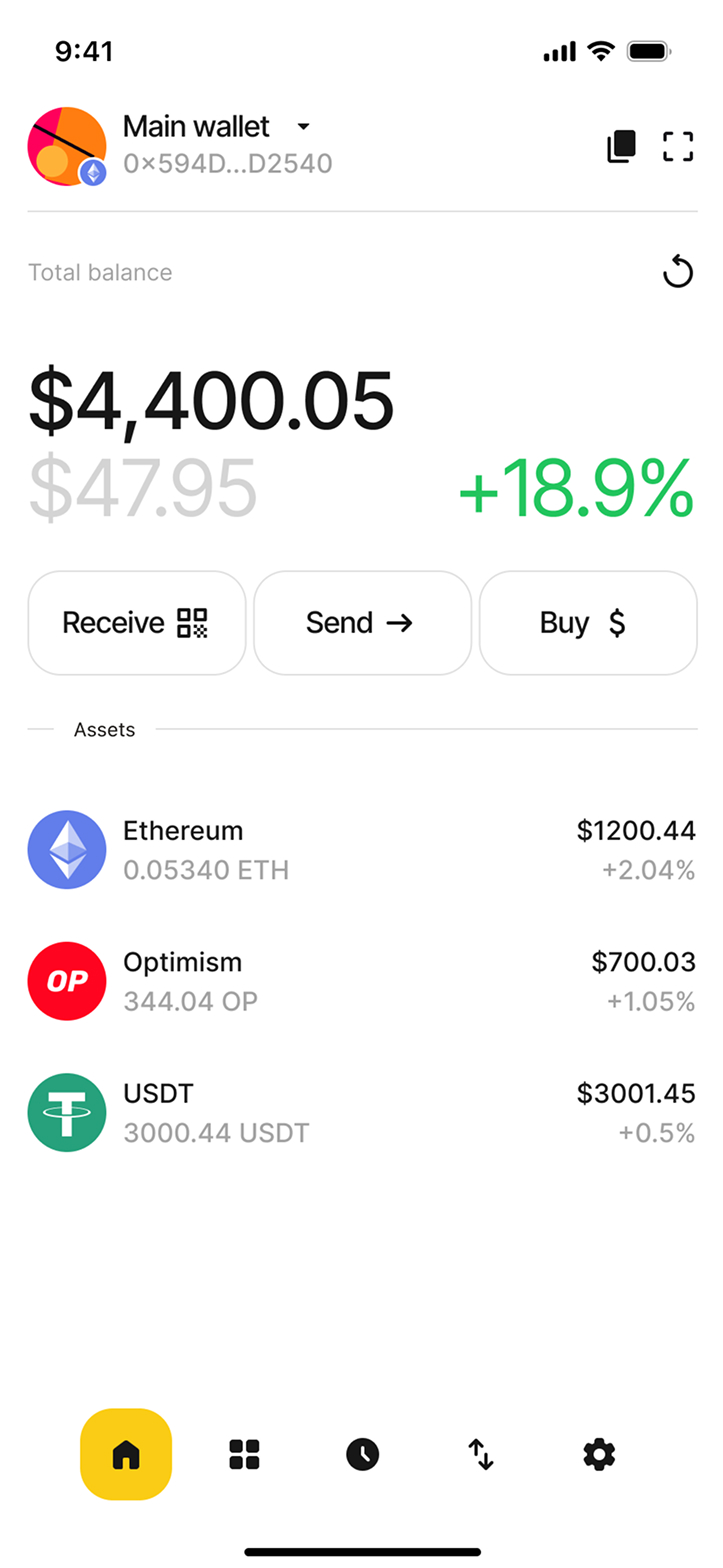 9:41
Main wallet
0×594D...D2540
Total balance
$4,400.05
$47.95 +18.9%
Receive Send Buy $
Assets
Ethereum $1200.44
0.05340 ETH +2.04%
OP
Optimism $700.03
344.04 OP +1.05%
USDT $3001.45
3000.44 USDT +0.5%